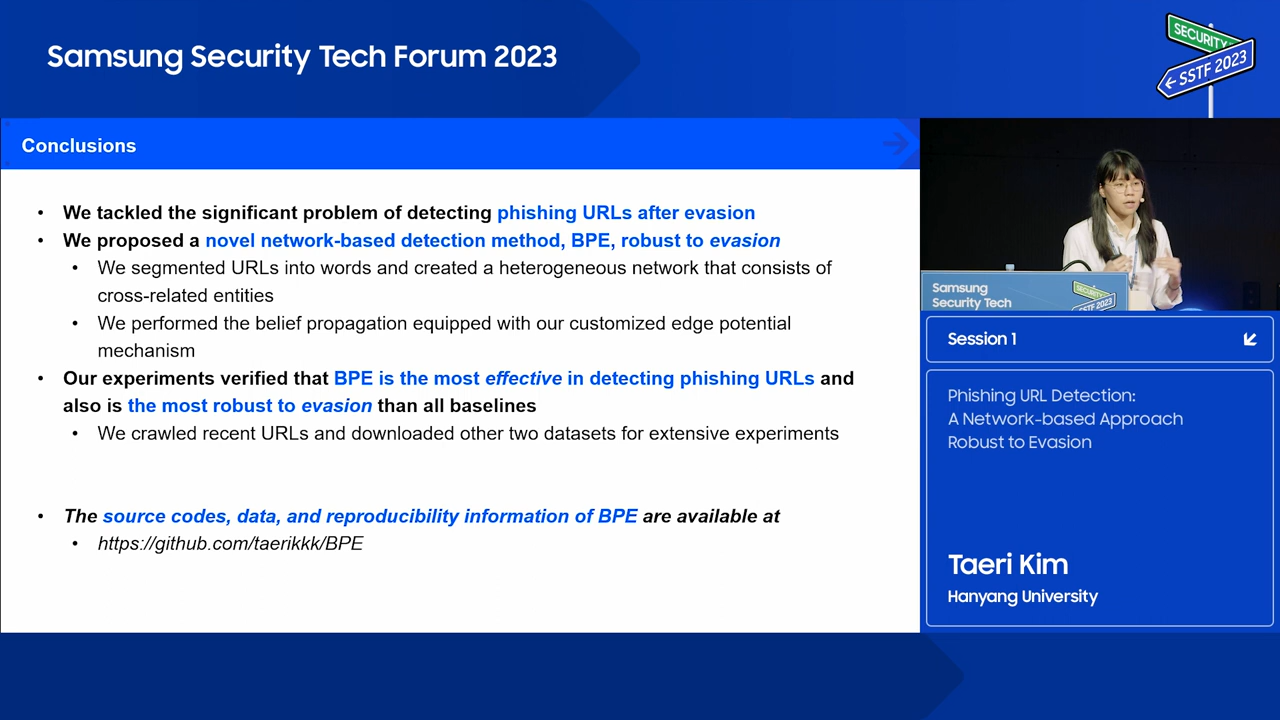 Samsung Security Tech Forum 2023
SECURITY
← SSTF 2023
Conclusions
• We tackled the significant problem of detecting phishing URLs after evasion
• We proposed a novel network-based detection method, BPE, robust to evasion
• We segmented URLs into words and created a heterogeneous network that consists of
cross-related entities
• We performed the belief propagation equipped with our customized edge potential
mechanism
• Our experiments verified that BPE is the most effective in detecting phishing URLs and
also is the most robust to evasion than all baselines
• We crawled recent URLs and downloaded other two datasets for extensive experiments
• The source codes, data, and reproducibility information of BPE are available at
• https://github.com/taerikkk/BPE
Samsung
Security Tech
SECURITY
SSTF 2023
Session 1
Phishing URL Detection:
A Network-based Approach
Robust to Evasion
Taeri Kim
Hanyang University